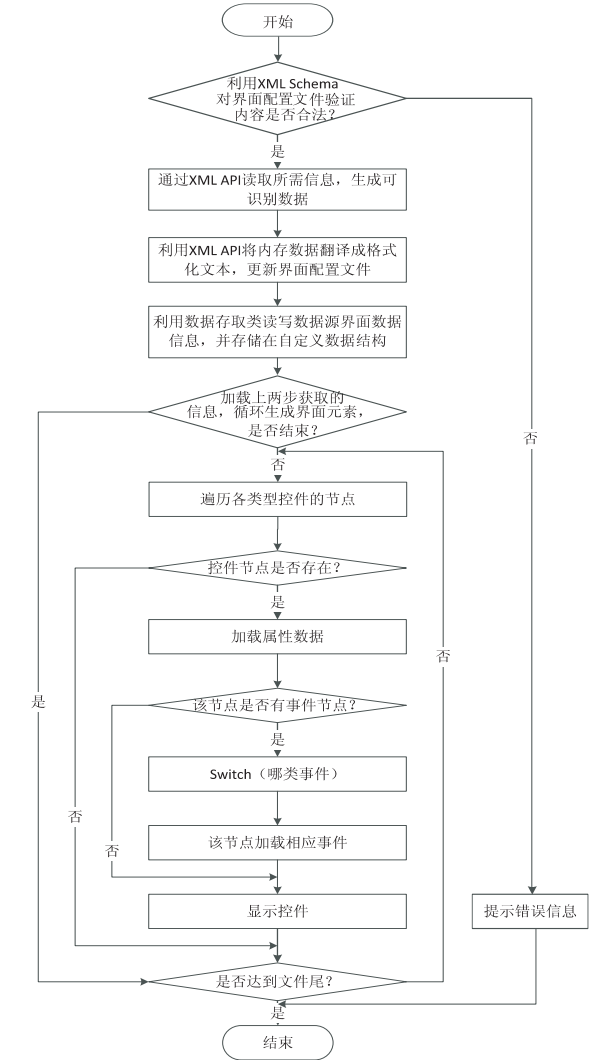 开始
利用XML Schema
对界面配置文件验证
内容是否合法？
是
通过XML API读取所需信息，生成可
识别数据
利用XML API将内存数据翻译成格式
化文本，更新界面配置文件
利用数据存取类读写数据源界面数据
信息，并存储在自定义数据结构
加载上两步获取的
信息，循环生成界面元素，
是否结束？
否
否
遍历各类型控件的节点
控件节点是否存在？
是
加载属性数据
否
是
该节点是否有事件节点？
是
Switch（哪类事件）
否
该节点加载相应事件
否
显示控件
提示错误信息
是否达到文件尾？
是
结束